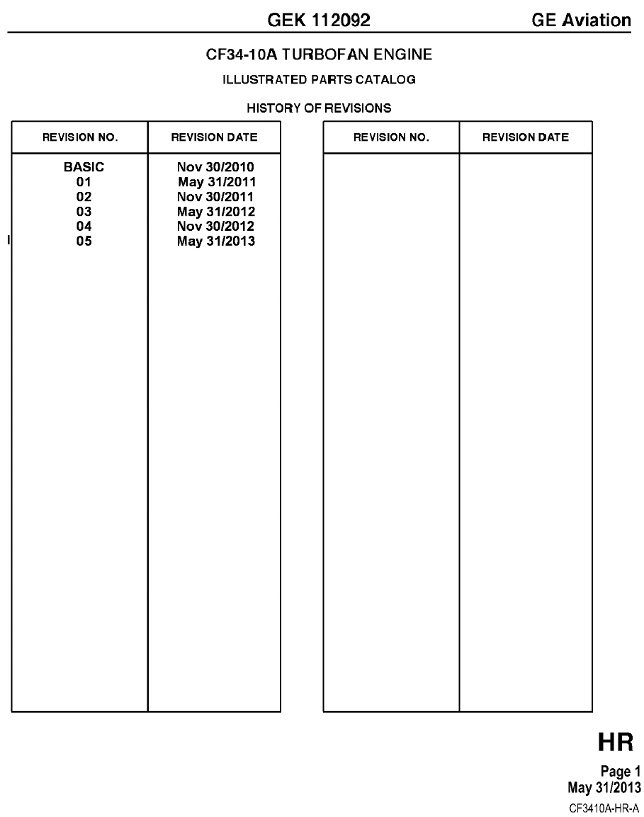 GEK 112092 GE Aviation
CF34-10A TURBOFAN ENGINE
ILLUSTRATED PARTS CATALOG
HISTORY OF REVISIONS
REVISION NO. REVISION DATE REVISION NO. REVISION DATE
BASIC Nov 30/2010
01 May 31/2011
02 Nov 30/2011
03 May 31/2012
04 Nov 30/2012
05 May 31/2013
HR
Page 1
May 31/2013
CF3410A-HR-A